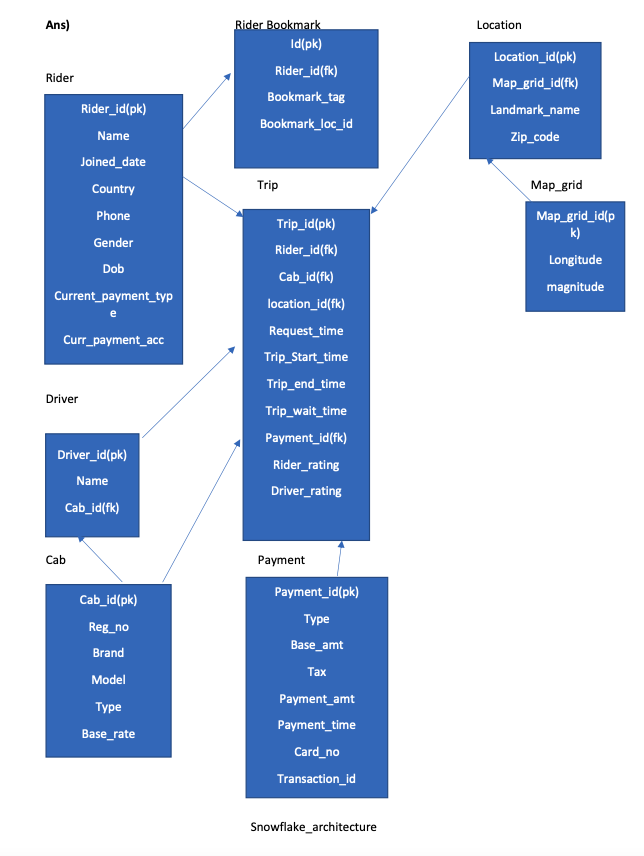 Ans)
Rider Bookmark
Id(pk)
Rider_id(fk)
Bookmark_tag
Bookmark_loc_id
Location
Location_id(pk)
Map_grid_id(fk)
Landmark_name
Zip_code
Rider
Rider_id(pk)
Name
Joined_date
Country
Phone
Gender
Dob
Current_payment_typ
e
Curr_payment_acc
Trip
Trip_id(pk)
Rider_id(fk)
Cab_id(fk)
location_id(fk)
Request_time
Trip_Start_time
Trip_end_time
Trip_wait_time
Payment_id(fk)
Rider_rating
Driver_rating
Map_grid
Map_grid_id(p
k)
Longitude
magnitude
Driver
Driver_id(pk)
Name
Cab_id(fk)
Cab
Cab_id(pk)
Reg_no
Brand
Model
Type
Base_rate
Payment
Payment_id(pk)
Type
Base_amt
Tax
Payment_amt
Payment_time
Card_no
Transaction_id
Snowflake_architecture